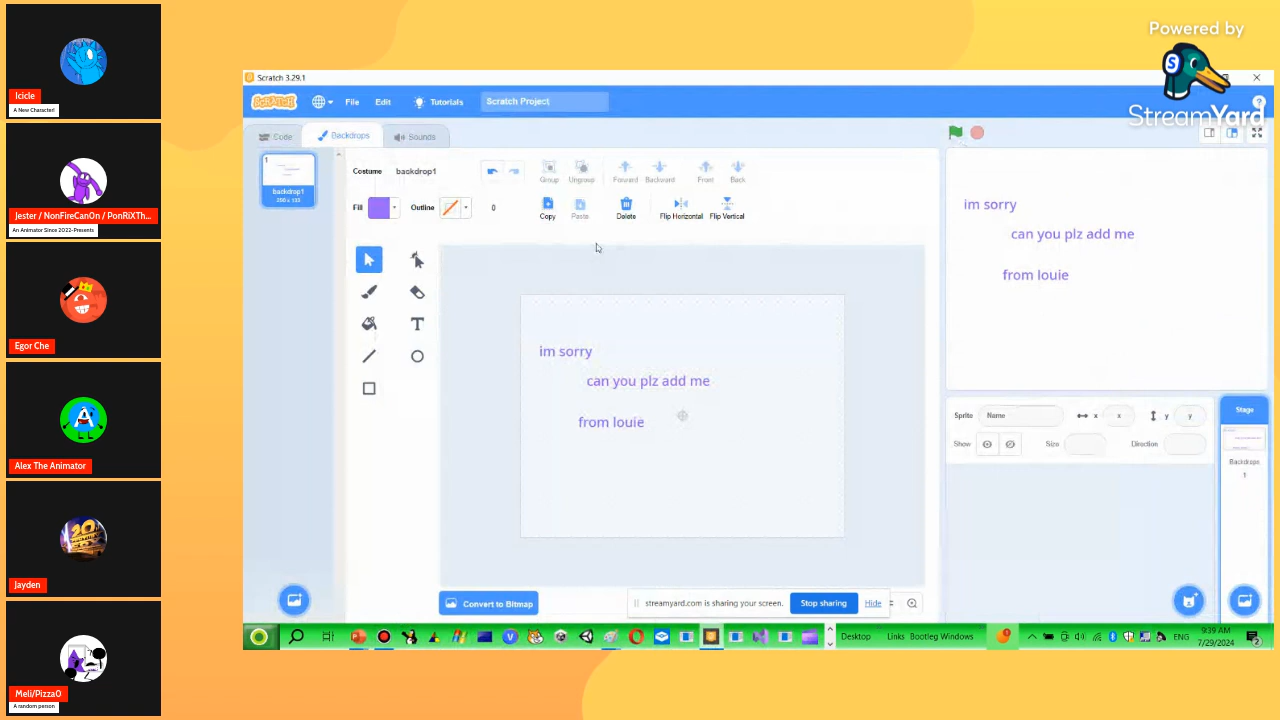 Powered by
StreamYard
Icicle
A New Character!
Jester / NonFireCanOn / PonRiXTh...
An Animator Since 2022-Presents
Egor Che
Alex The Animator
Jayden
Meli/Pizza0
A random person
Scratch 3.29.1
SCRATCH
File
Edit
Tutorials
Scratch Project
Code
Backdrops
Sounds
1
backdrop1
Costume
backdrop1
Group
Ungroup
Forward
Backward
Front
Back
Fill
Outline
0
Copy
Paste
Delete
Flip Horizontal
Flip Vertical
im sorry
can you plz add me
from louie
im sorry
can you plz add me
from louie
Sprite
Name
x
x
y
y
Show
Size
Direction
Stage
Backdrops
1
Convert to Bitmap
streamyard.com is sharing your screen.
Stop sharing
Hide
Desktop
Links
Bootleg Windows
ENG
9:39 AM
7/29/2024
2